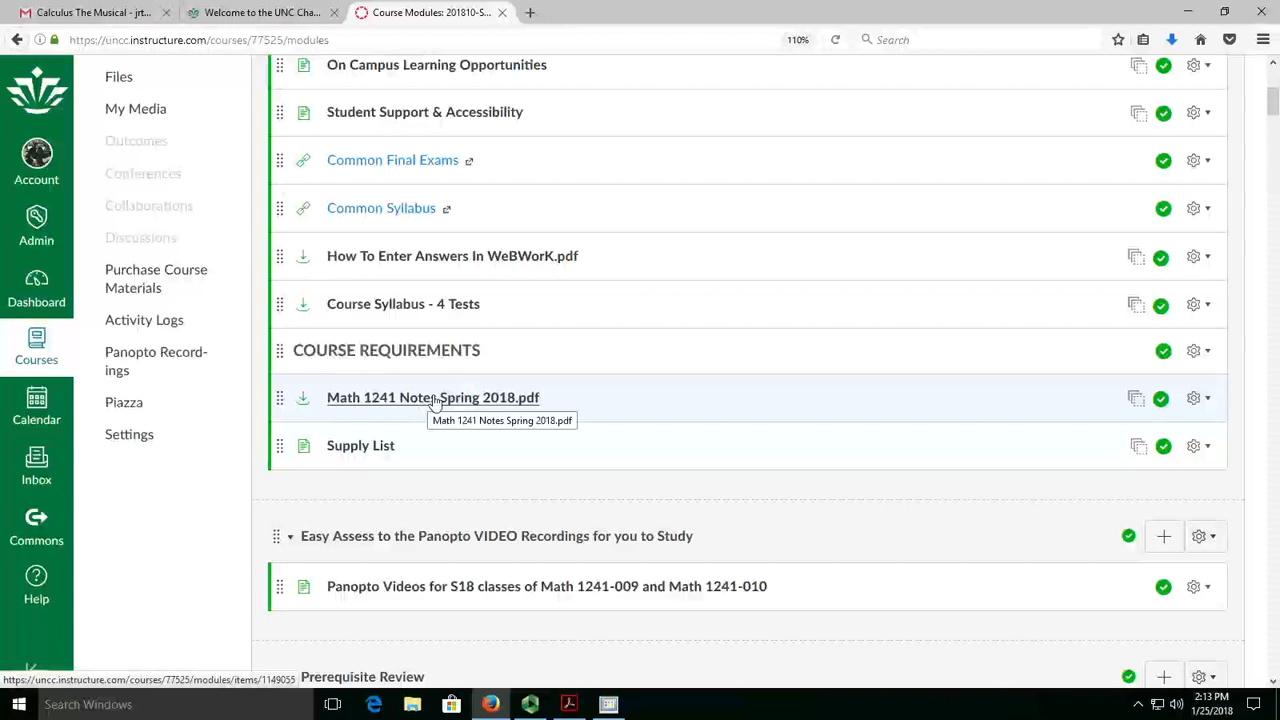 Calculus The Musical - jrt...
Welcome to the UNC Cha...
Course Modules: 201810-S...
https://uncc.instructure.com/courses/77525/modules
110%
Search
Account
Admin
Dashboard
Courses
Calendar
Inbox
Commons
Help
Files
My Media
Outcomes
Conferences
Collaborations
Discussions
Purchase Course
Materials
Activity Logs
Panopto Record-
ings
Piazza
Settings
On Campus Learning Opportunities
Student Support & Accessibility
Common Final Exams
Common Syllabus
How To Enter Answers In WeBWorK.pdf
Course Syllabus - 4 Tests
COURSE REQUIREMENTS
Math 1241 Notes Spring 2018.pdf
Math 1241 Notes Spring 2018.pdf
Supply List
Easy Assess to the Panopto VIDEO Recordings for you to Study
Panopto Videos for S18 classes of Math 1241-009 and Math 1241-010
Prerequisite Review
https://uncc.instructure.com/courses/77525/modules/items/1149055
Search Windows
2:13 PM
1/25/2018